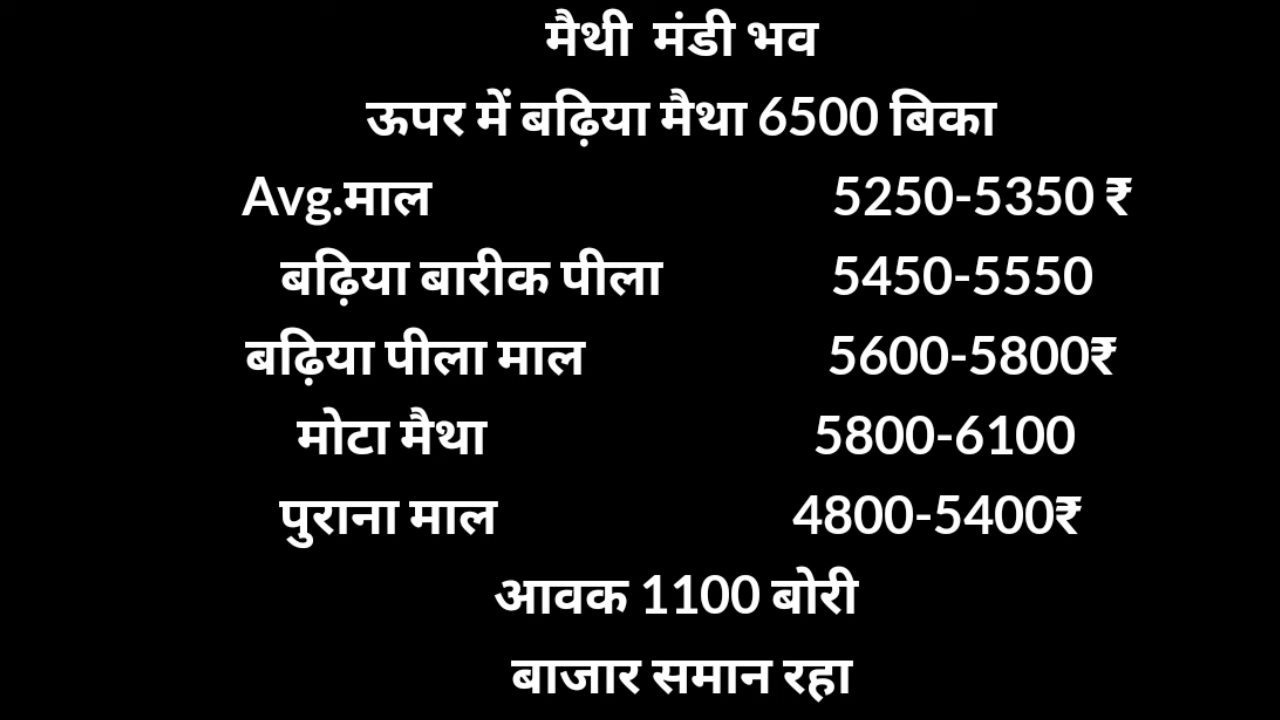 मैथी मंडी भव
ऊपर में बढ़िया मैथा 6500 बिका
Avg.माल 5250-5350 ₹
बढ़िया बारीक पीला 5450-5550
बढ़िया पीला माल 5600-5800₹
मोटा मैथा 5800-6100
पुराना माल 4800-5400₹
आवक 1100 बोरी
बाजार समान रहा